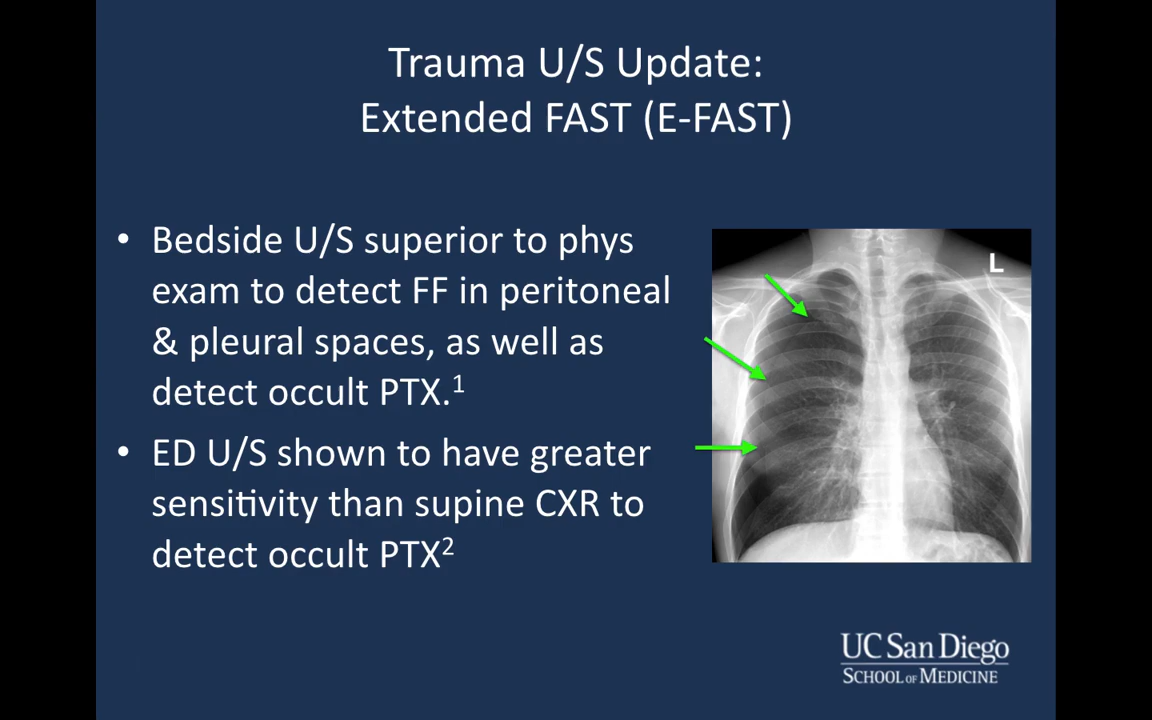 Trauma U/S Update:
Extended FAST (E-FAST)
• Bedside U/S superior to phys
exam to detect FF in peritoneal
& pleural spaces, as well as
detect occult PTX.¹
• ED U/S shown to have greater
sensitivity than supine CXR to
detect occult PTX²
L
UC San Diego
SCHOOL OF MEDICINE